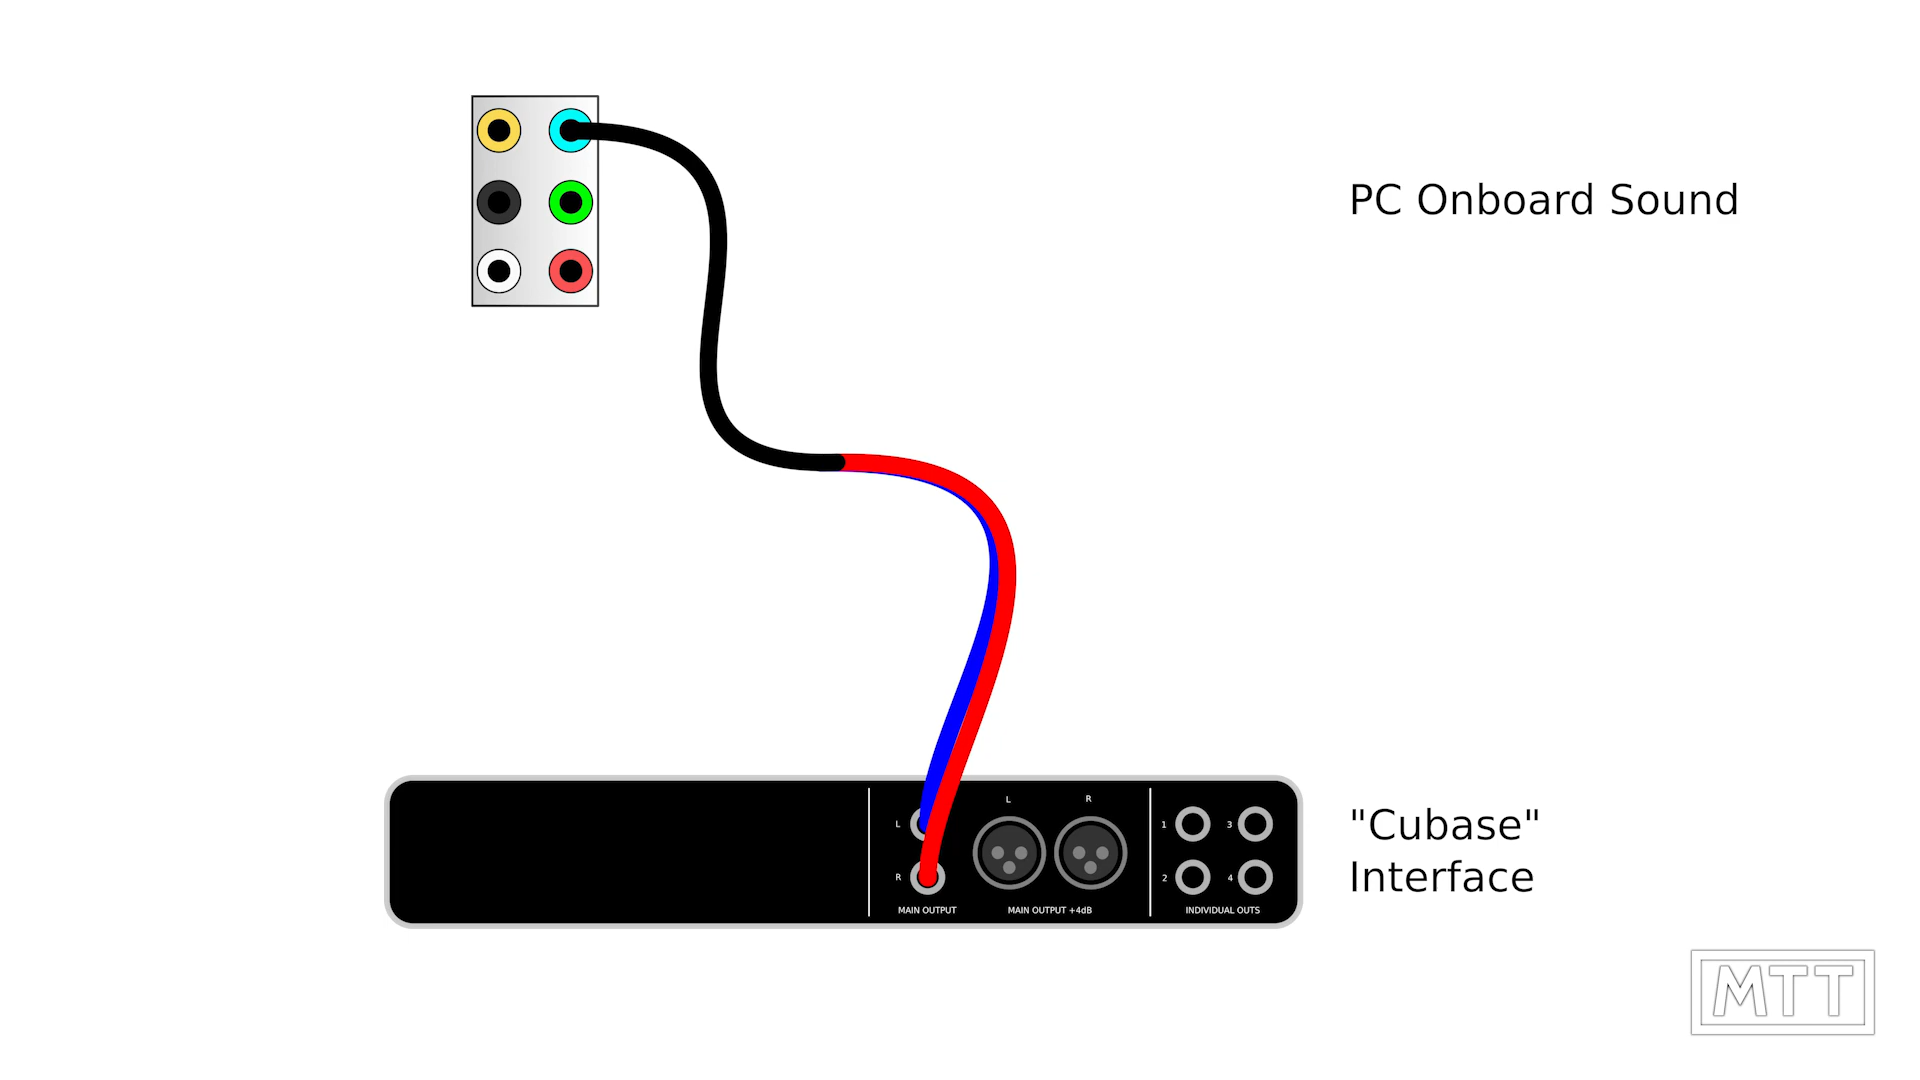 PC Onboard Sound
"Cubase"
Interface
L
R
MAIN OUTPUT
L R
MAIN OUTPUT +4dB
1 3
2 4
INDIVIDUAL OUTS
MTT